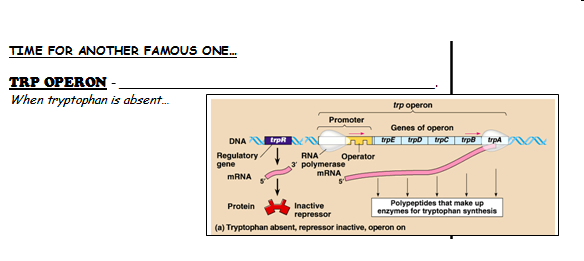 TIME FOR ANOTHER FAMOUS ONE…
TRP OPERON - ________________________________________.
When tryptophan is absent…
trp operon
Promoter
Genes of operon
DNA
trpR
trpE
trpD
trpC
trpB
trpA
Regulatory
gene
RNA
polymerase
Operator
3'
mRNA
5'
mRNA
5'
Protein
Inactive
repressor
Polypeptides that make up
enzymes for tryptophan synthesis
(a) Tryptophan absent, repressor inactive, operon on